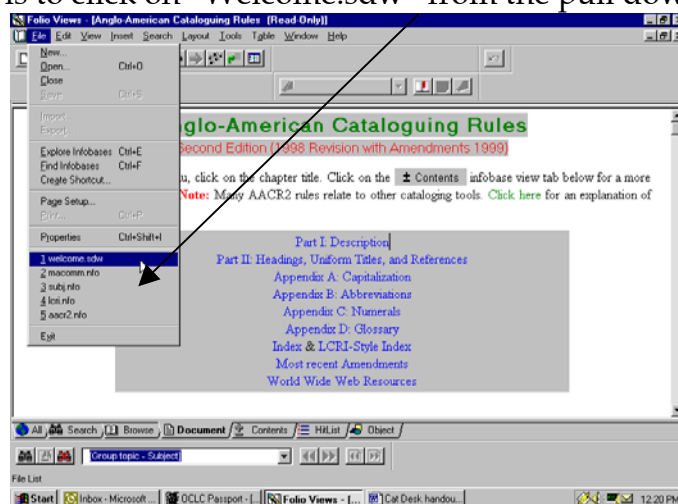 is to click on "Welcome.sdw" from the pull dow
Folio Views - [Anglo-American Cataloguing Rules (Read-Only)]
File Edit View Insert Search Layout Tools Table Window Help
New...
Open... Ctrl+O
Close
Save Ctrl+S
Import...
Export...
Explore Infobases Ctrl+E
Find Infobases Ctrl+F
Create Shortcut...
Page Setup...
Print... Ctrl+P
Properties Ctrl+Shift+I
1 welcome.sdw
2 macomm.nfo
3 subj.nfo
4 lcri.nfo
5 aacr2.nfo
Exit
glo-American Cataloguing Rules
Second Edition (1998 Revision with Amendments 1999)
u, click on the chapter title. Click on the ± Contents infobase view tab below for a more
Note: Many AACR2 rules relate to other cataloging tools. Click here for an explanation of
Part I: Description
Part II: Headings, Uniform Titles, and References
Appendix A: Capitalization
Appendix B: Abbreviations
Appendix C: Numerals
Appendix D: Glossary
Index & LCRI-Style Index
Most recent Amendments
World Wide Web Resources
All Search Browse Document Contents HitList Object
Group topic - Subject
File List
Start Inbox - Microsoft ... OCLC Passport - [... Folio Views - [... Cat Desk handou... 12:20 PM